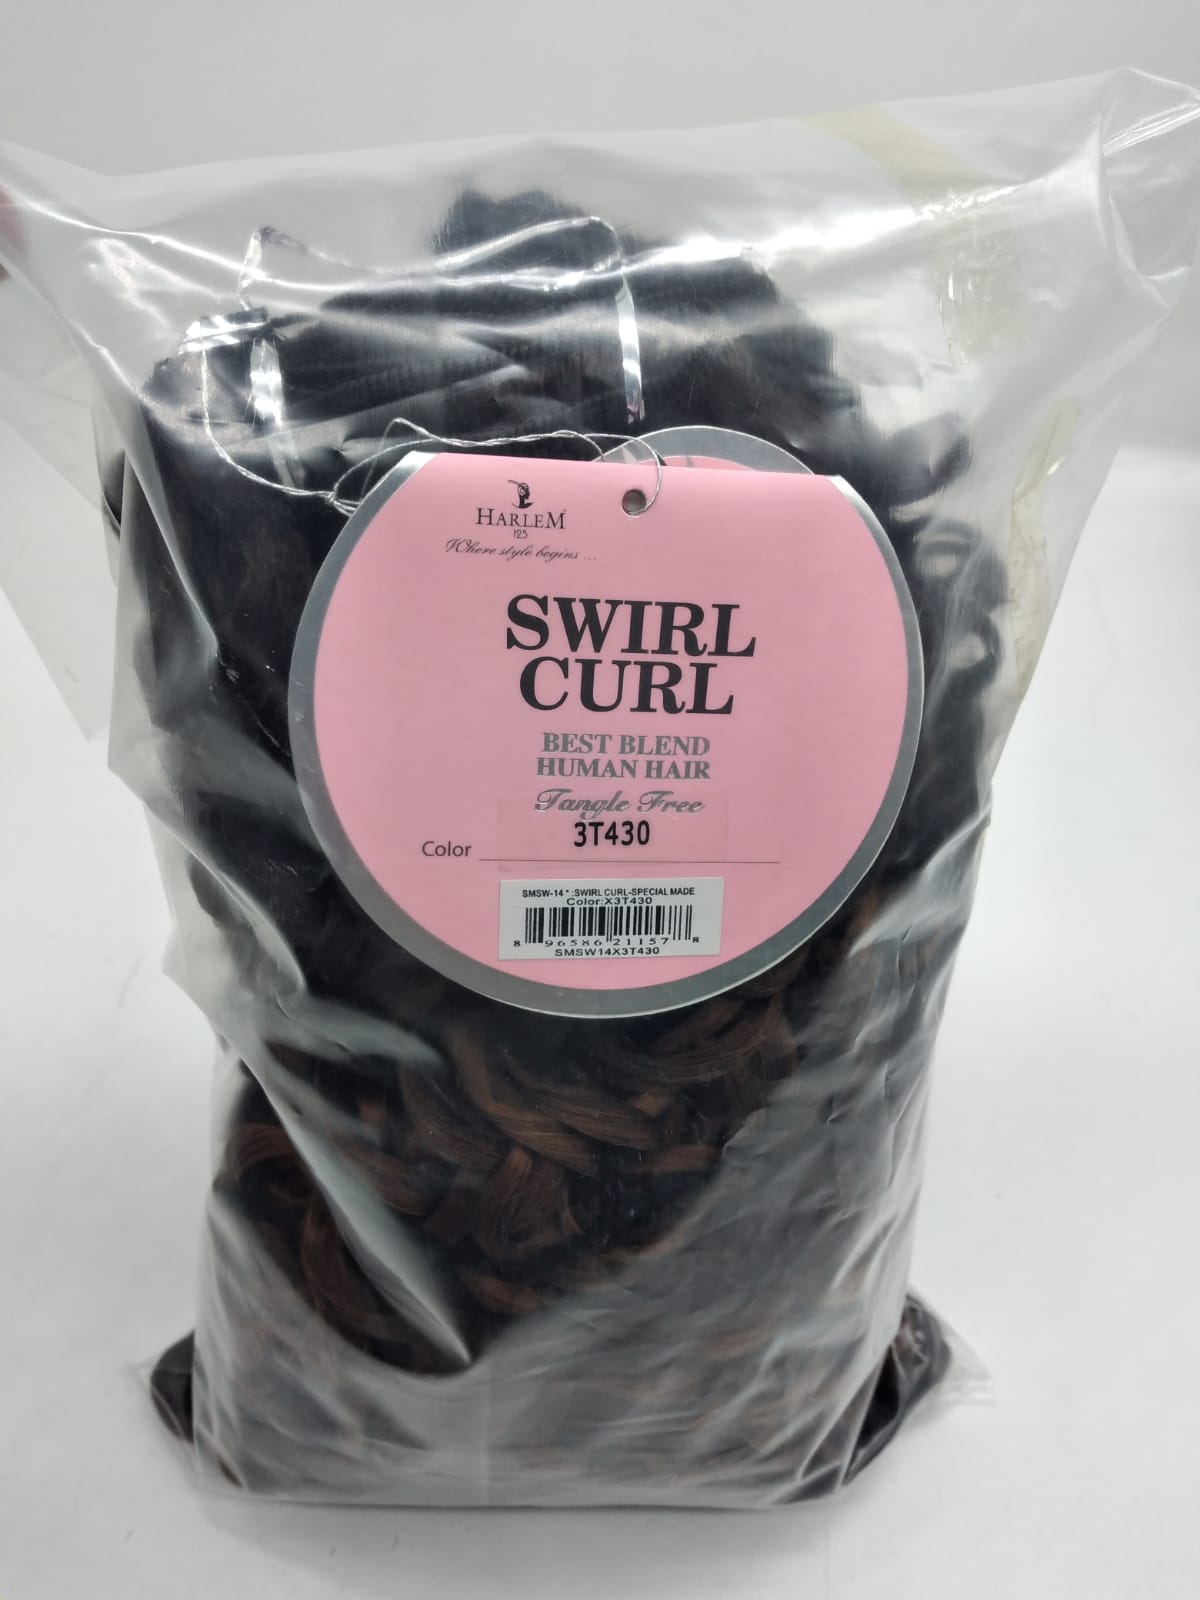 HARLEM
125
Where style begins ...
SWIRL
CURL
BEST BLEND
HUMAN HAIR
Tangle Free
3T430
Color
SMSW-14 " :SWIRL CURL-SPECIAL MADE
Color:X3T430
8 96586 21157 8
SMSW14X3T430